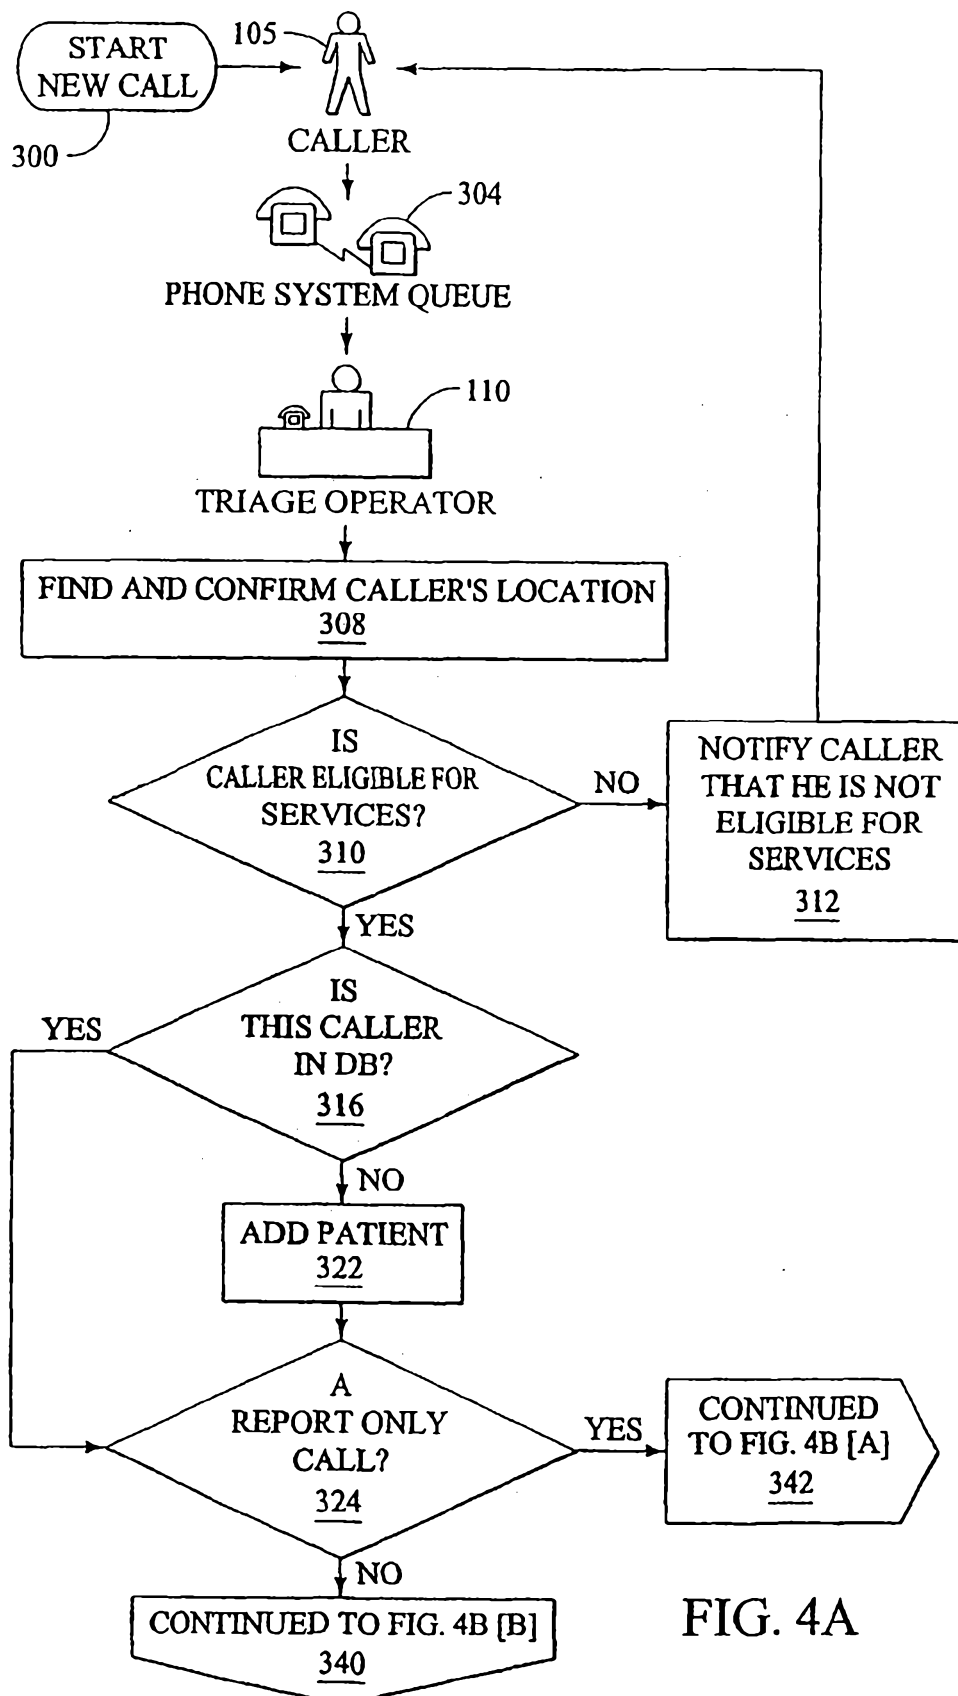 START
NEW CALL
300
105
CALLER
304
PHONE SYSTEM QUEUE
110
TRIAGE OPERATOR
FIND AND CONFIRM CALLER'S LOCATION
308
IS
CALLER ELIGIBLE FOR
SERVICES?
310
NO
NOTIFY CALLER
THAT HE IS NOT
ELIGIBLE FOR
SERVICES
312
YES
IS
THIS CALLER
IN DB?
316
YES
NO
ADD PATIENT
322
A
REPORT ONLY
CALL?
324
YES
CONTINUED
TO FIG. 4B [A]
342
NO
CONTINUED TO FIG. 4B [B]
340
FIG. 4A